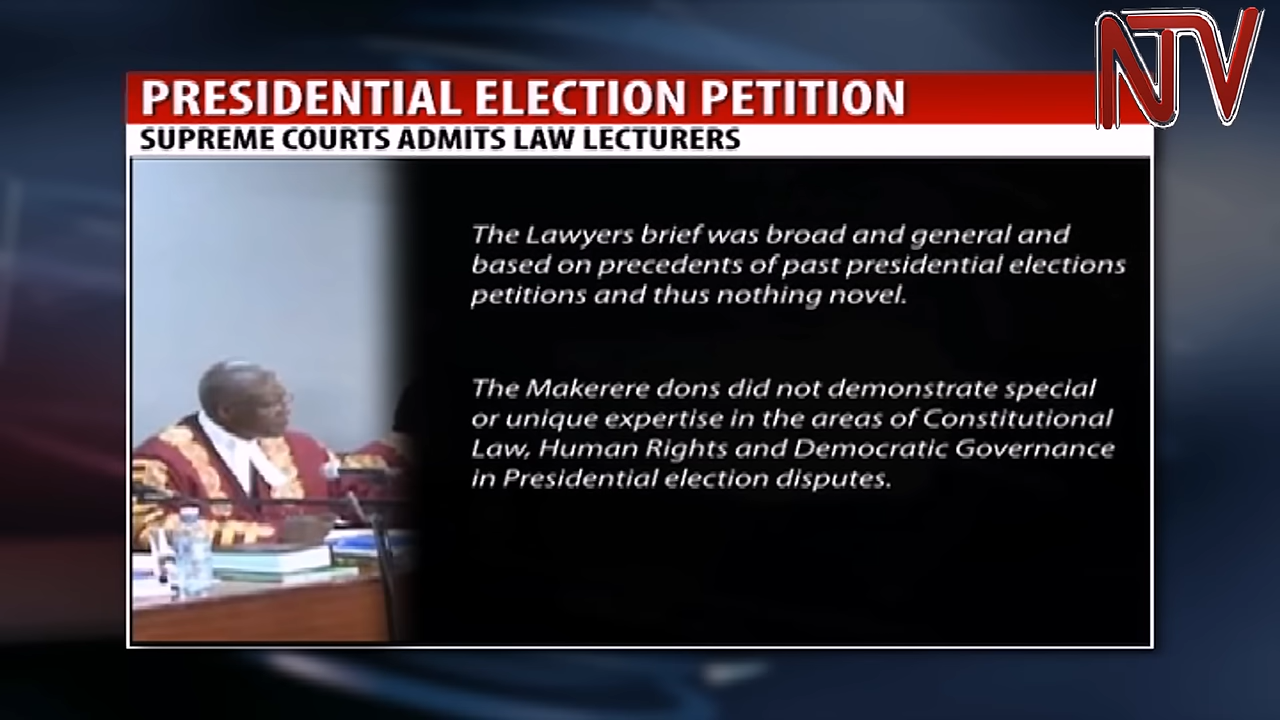 NTV
PRESIDENTIAL ELECTION PETITION
SUPREME COURTS ADMITS LAW LECTURERS
The Lawyers brief was broad and general and
based on precedents of past presidential elections
petitions and thus nothing novel.
The Makerere dons did not demonstrate special
or unique expertise in the areas of Constitutional
Law, Human Rights and Democratic Governance
in Presidential election disputes.